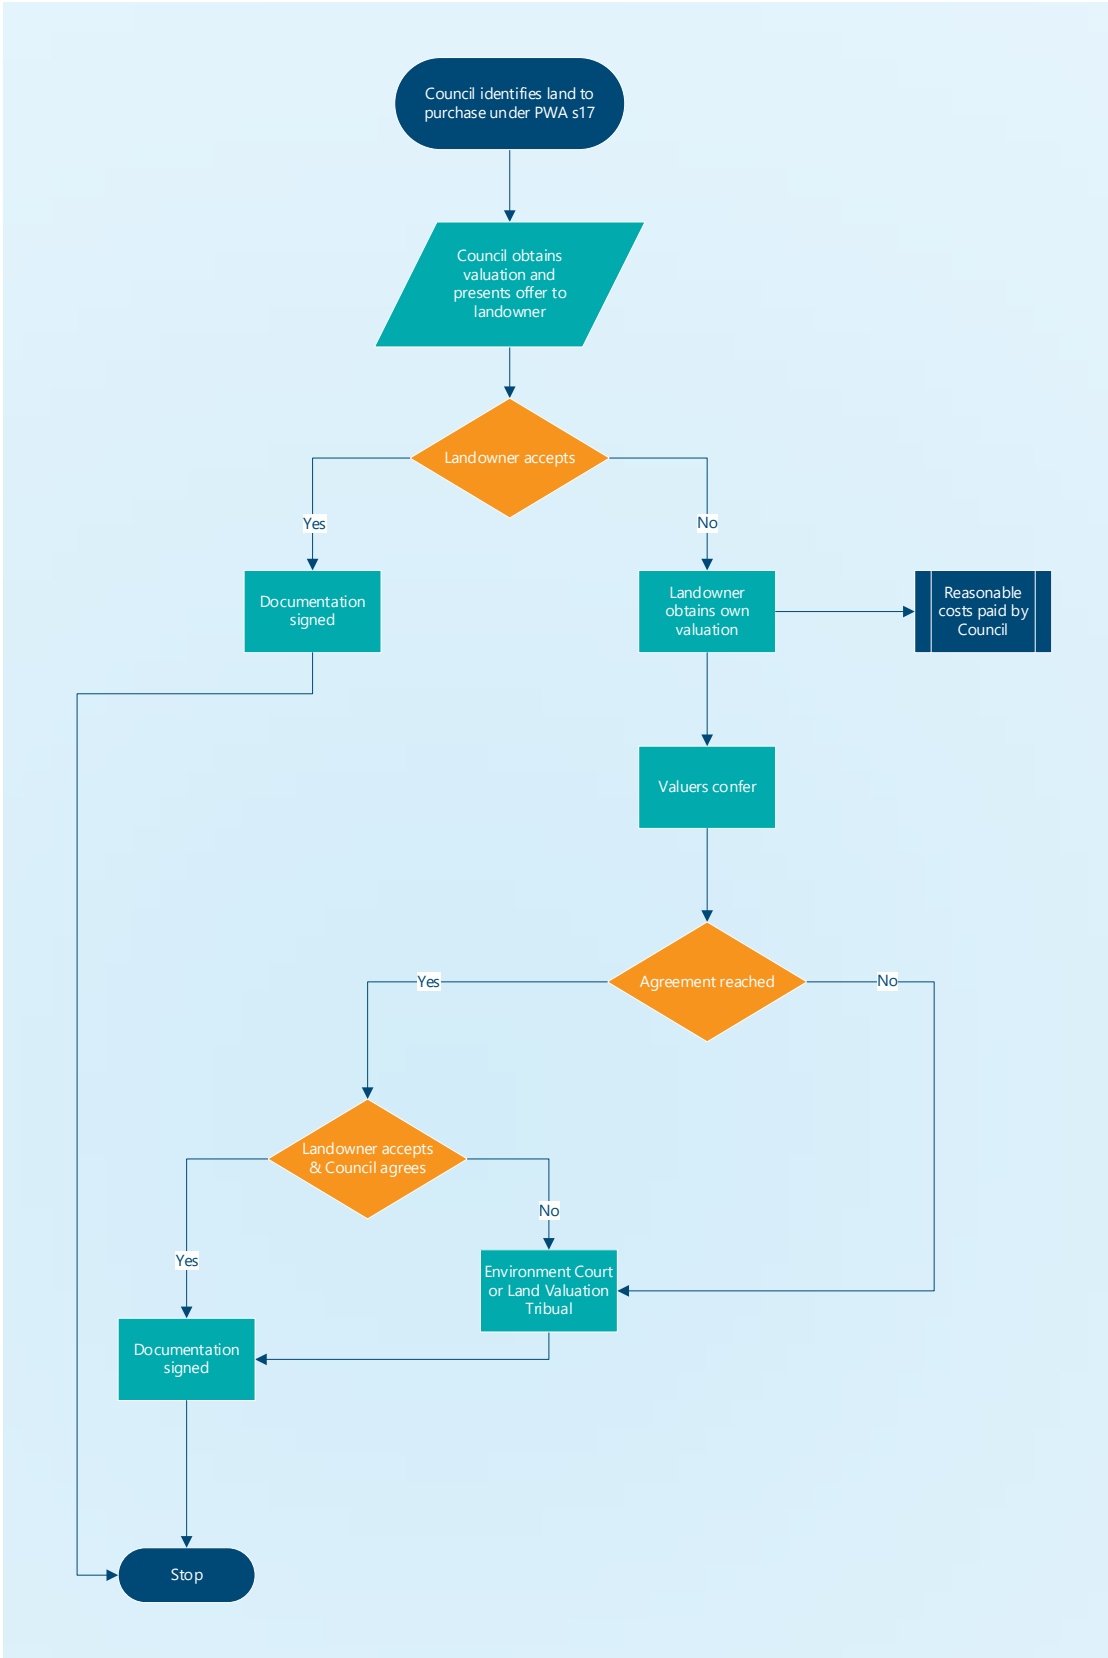 Council identifies land to
purchase under PWA s17
Council obtains
valuation and
presents offer to
landowner
Landowner accepts
Yes
No
Documentation
signed
Landowner
obtains own
valuation
Reasonable
costs paid by
Council
Valuers confer
Agreement reached
Yes
No
Landowner accepts
& Council agrees
No
Yes
Environment Court
or Land Valuation
Tribual
Documentation
signed
Stop